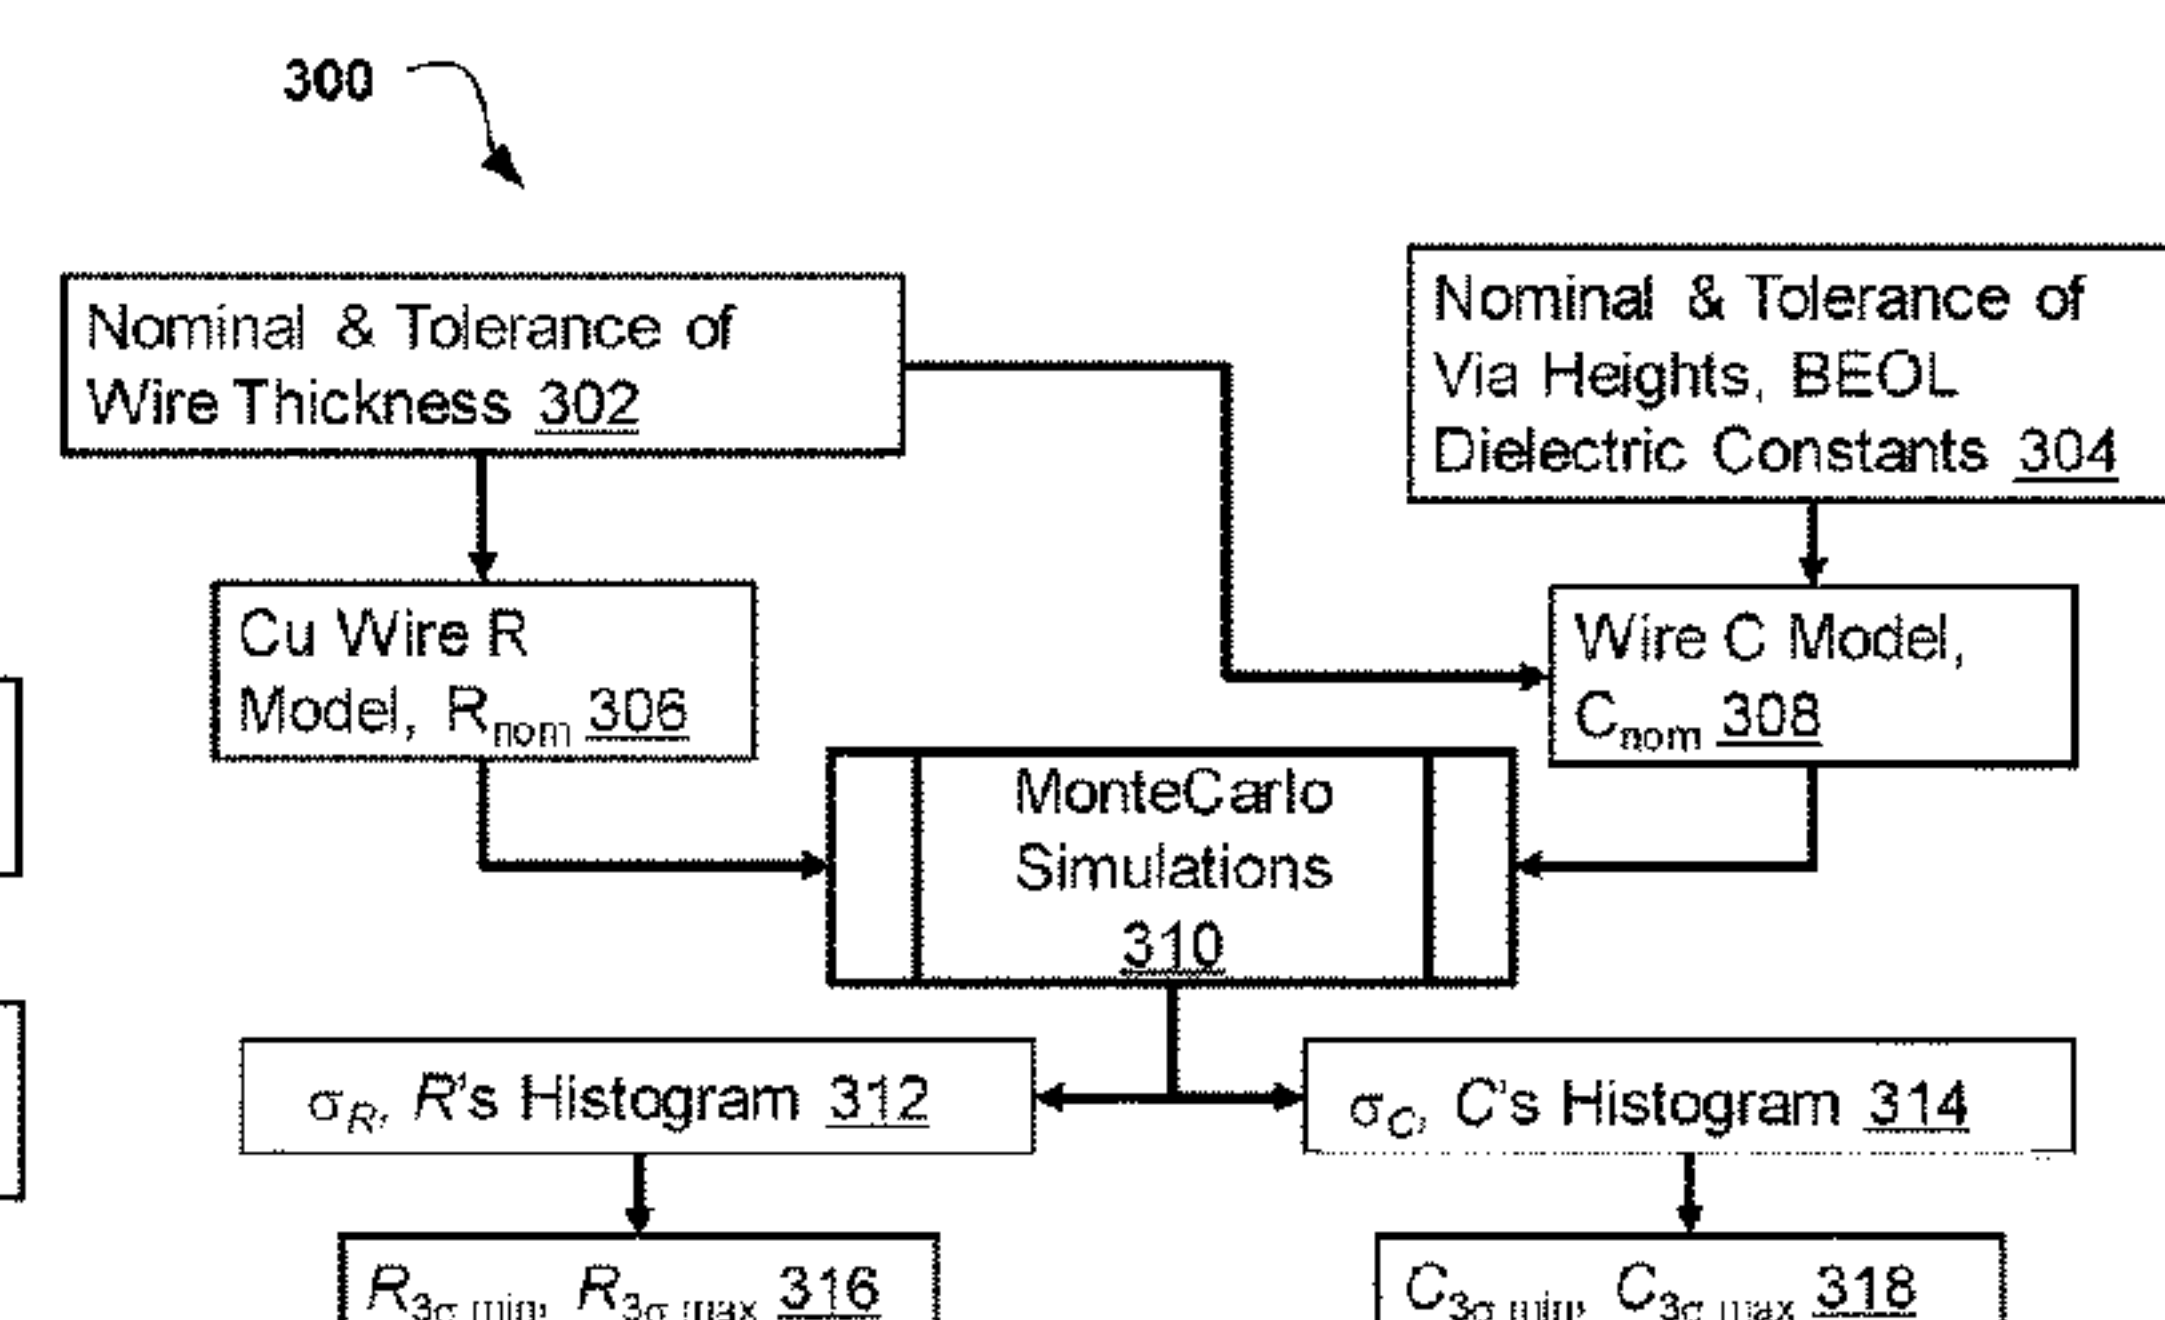 300
Nominal & Tolerance of
Wire Thickness 302
Nominal & Tolerance of
Via Heights, BEOL
Dielectric Constants 304
Cu Wire R
Model, Rnom 306
Wire C Model,
Cnom 308
MonteCarlo
Simulations
310
σR, R's Histogram 312
σC, C's Histogram 314
R3σ min, R3σ max 316
C3σ min, C3σ max 318